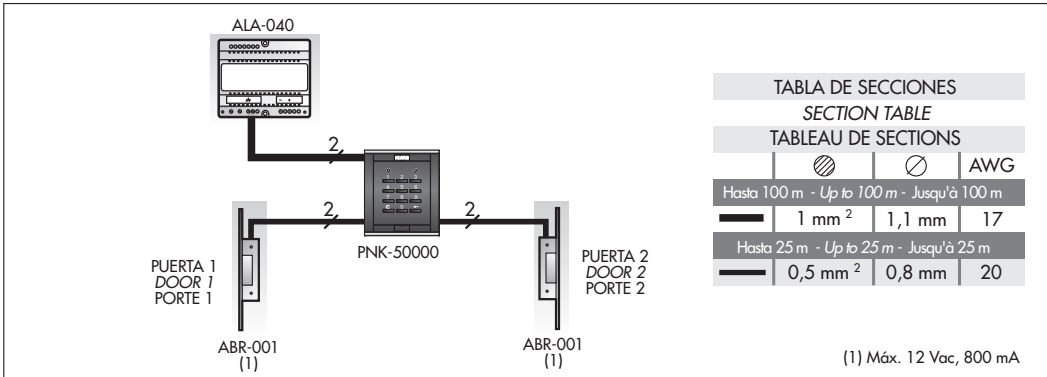 ALA-040
2
2
2
PNK-50000
PUERTA 1
DOOR 1
PORTE 1
PUERTA 2
DOOR 2
PORTE 2
ABR-001
(1)
ABR-001
(1)
TABLA DE SECCIONES
SECTION TABLE
TABLEAU DE SECTIONS
AWG
Hasta 100 m - Up to 100 m - Jusqu'à 100 m
1 mm ² 1,1 mm 17
Hasta 25 m - Up to 25 m - Jusqu'à 25 m
0,5 mm ² 0,8 mm 20
(1) Máx. 12 Vac, 800 mA